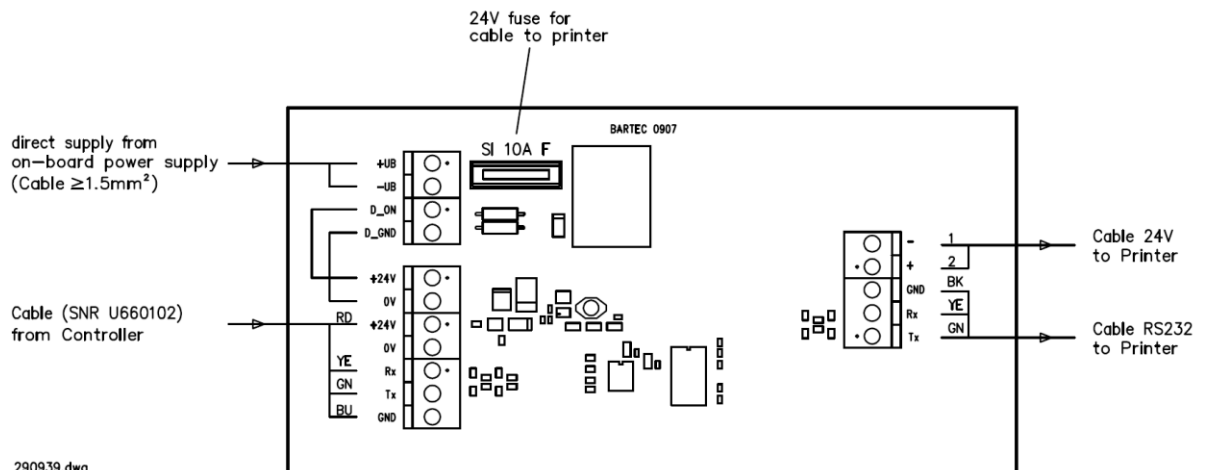 24V fuse for
cable to printer
BARTEC 0907
direct supply from
on-board power supply
(Cable ≥1.5mm²)
SI 10A F
+UB
-UB
D_ON
D_GND
+24V
0V
Cable (SNR U660102)
from Controller
RD
+24V
0V
YE
Rx
GN
Tx
BU
GND
-
1
+
2
Cable 24V
to Printer
GND
BK
Rx
YE
Tx
GN
Cable RS232
to Printer
290939.dwg